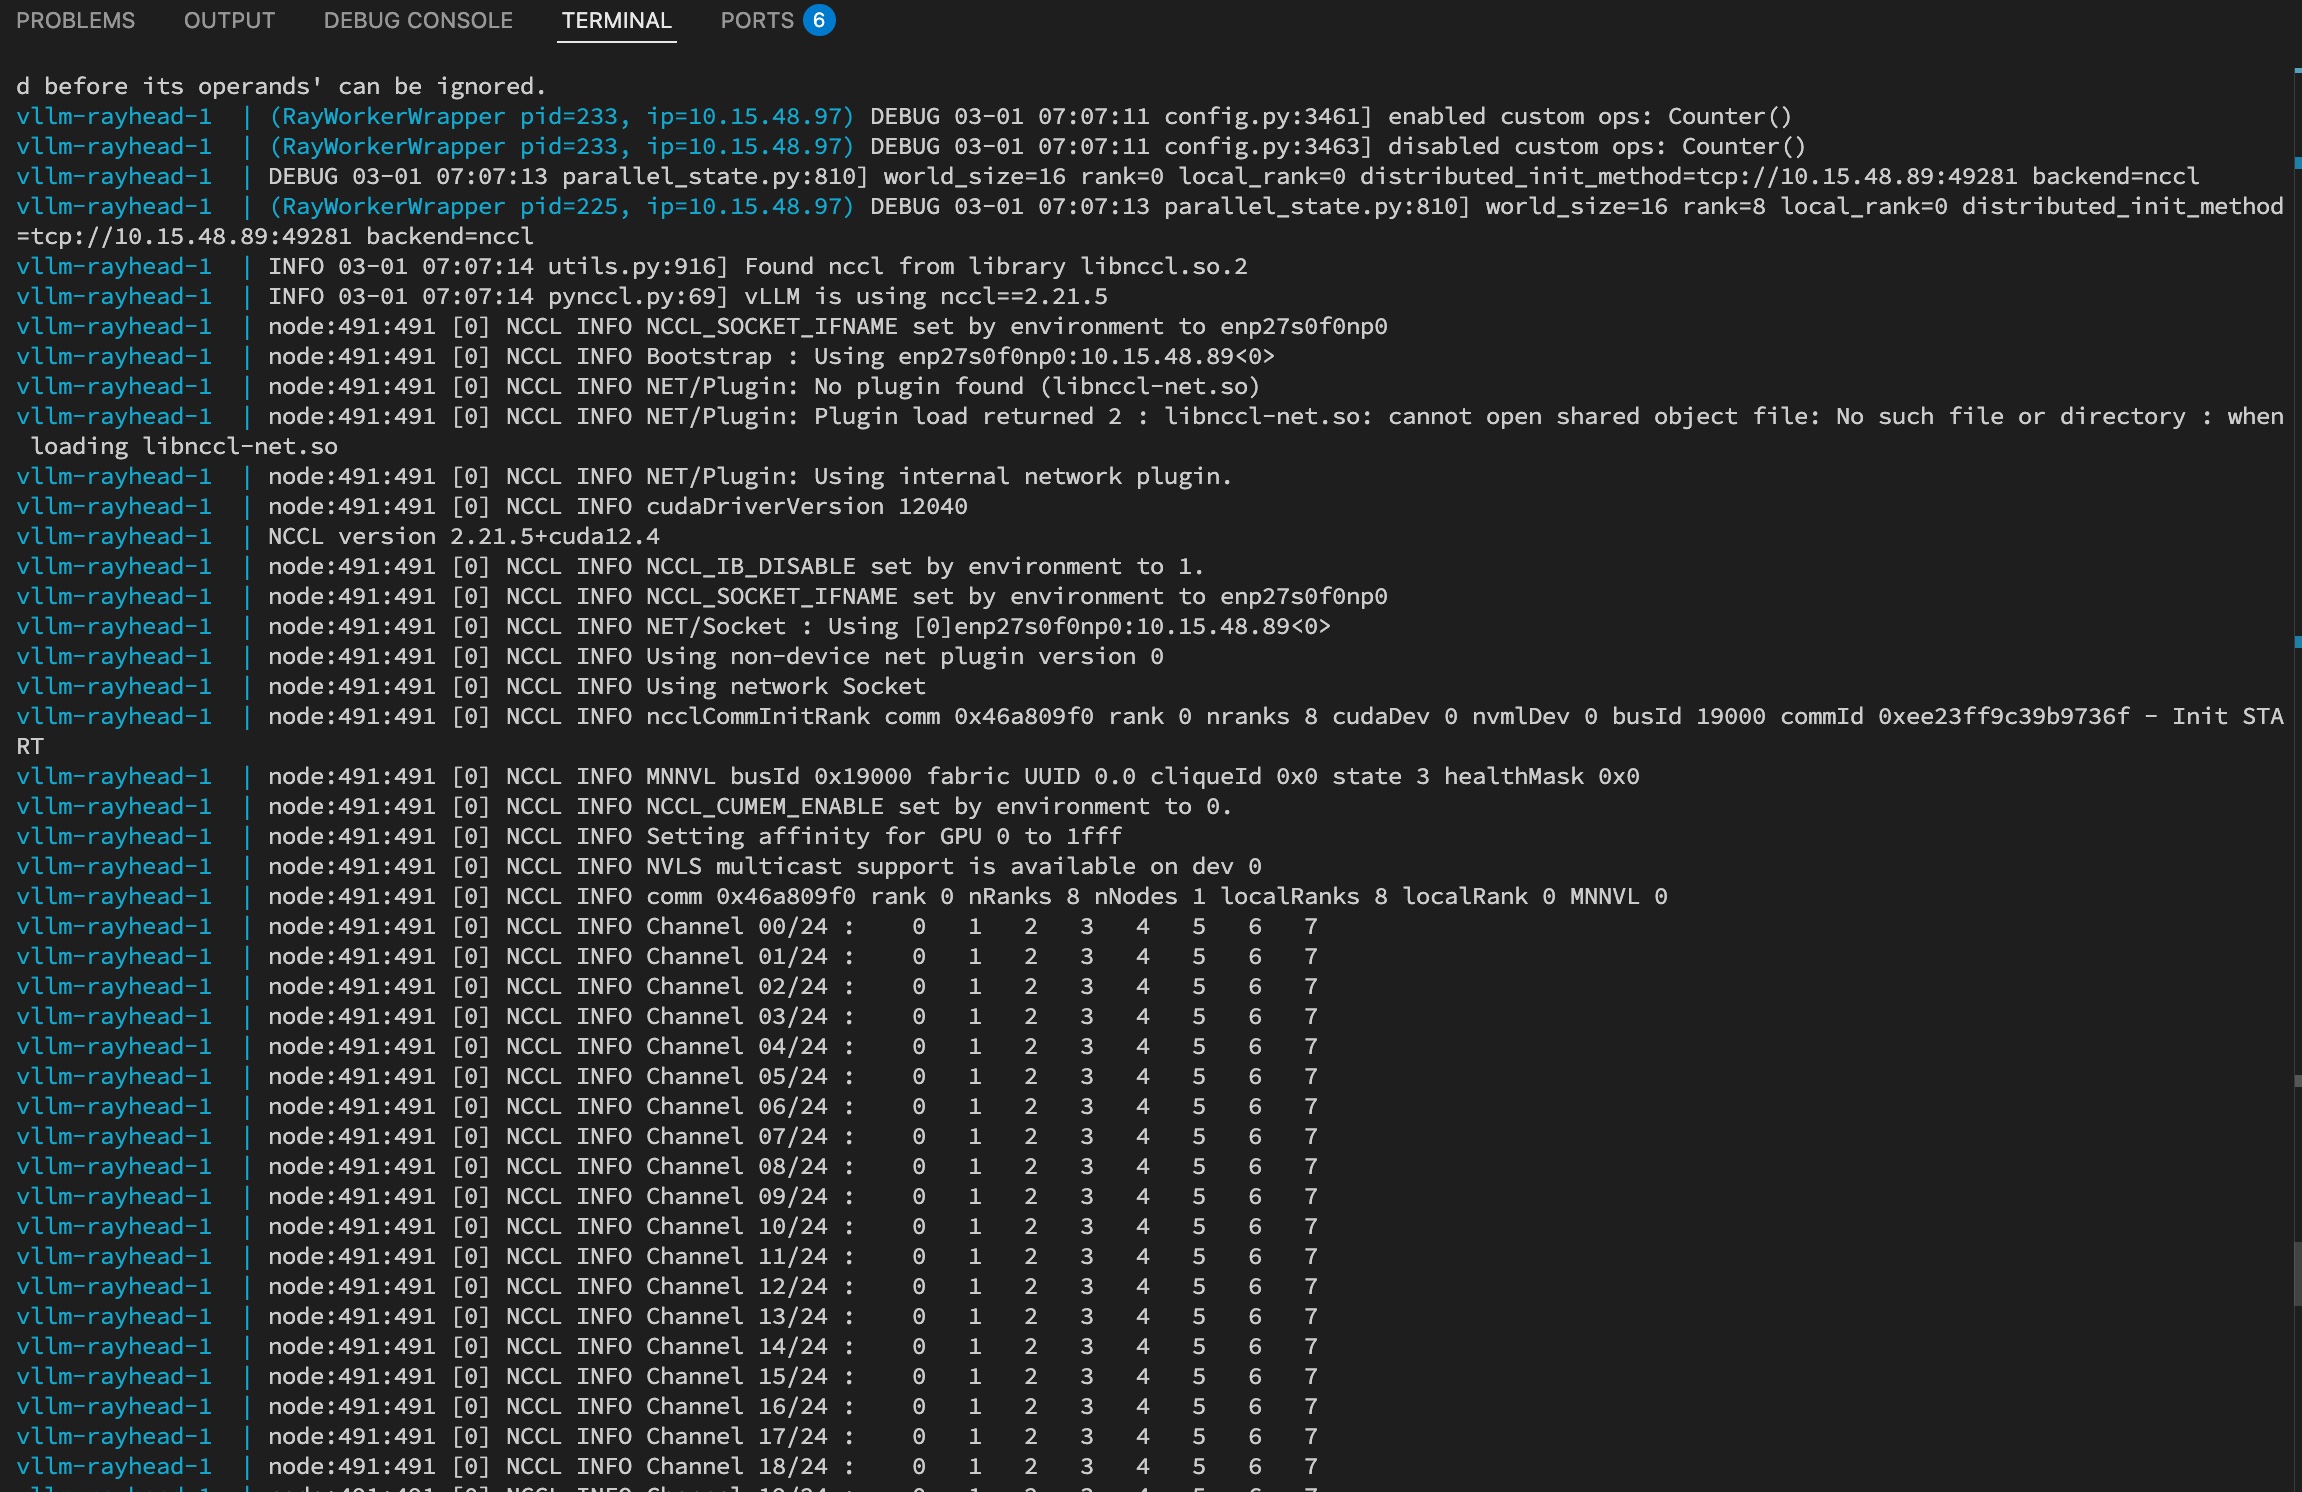 PROBLEMS OUTPUT DEBUG CONSOLE TERMINAL PORTS 6
d before its operands' can be ignored.
vllm-rayhead-1 | (RayWorkerWrapper pid=233, ip=10.15.48.97) DEBUG 03-01 07:07:11 config.py:3461] enabled custom ops: Counter()
vllm-rayhead-1 | (RayWorkerWrapper pid=233, ip=10.15.48.97) DEBUG 03-01 07:07:11 config.py:3463] disabled custom ops: Counter()
vllm-rayhead-1 | DEBUG 03-01 07:07:13 parallel_state.py:810] world_size=16 rank=0 local_rank=0 distributed_init_method=tcp://10.15.48.89:49281 backend=nccl
vllm-rayhead-1 | (RayWorkerWrapper pid=225, ip=10.15.48.97) DEBUG 03-01 07:07:13 parallel_state.py:810] world_size=16 rank=8 local_rank=0 distributed_init_method
=tcp://10.15.48.89:49281 backend=nccl
vllm-rayhead-1 | INFO 03-01 07:07:14 utils.py:916] Found nccl from library libnccl.so.2
vllm-rayhead-1 | INFO 03-01 07:07:14 pynccl.py:69] vLLM is using nccl==2.21.5
vllm-rayhead-1 | node:491:491 [0] NCCL INFO NCCL_SOCKET_IFNAME set by environment to enp27s0f0np0
vllm-rayhead-1 | node:491:491 [0] NCCL INFO Bootstrap : Using enp27s0f0np0:10.15.48.89<0>
vllm-rayhead-1 | node:491:491 [0] NCCL INFO NET/Plugin: No plugin found (libnccl-net.so)
vllm-rayhead-1 | node:491:491 [0] NCCL INFO NET/Plugin: Plugin load returned 2 : libnccl-net.so: cannot open shared object file: No such file or directory : when
loading libnccl-net.so
vllm-rayhead-1 | node:491:491 [0] NCCL INFO NET/Plugin: Using internal network plugin.
vllm-rayhead-1 | node:491:491 [0] NCCL INFO cudaDriverVersion 12040
vllm-rayhead-1 | NCCL version 2.21.5+cuda12.4
vllm-rayhead-1 | node:491:491 [0] NCCL INFO NCCL_IB_DISABLE set by environment to 1.
vllm-rayhead-1 | node:491:491 [0] NCCL INFO NCCL_SOCKET_IFNAME set by environment to enp27s0f0np0
vllm-rayhead-1 | node:491:491 [0] NCCL INFO NET/Socket : Using [0]enp27s0f0np0:10.15.48.89<0>
vllm-rayhead-1 | node:491:491 [0] NCCL INFO Using non-device net plugin version 0
vllm-rayhead-1 | node:491:491 [0] NCCL INFO Using network Socket
vllm-rayhead-1 | node:491:491 [0] NCCL INFO ncclCommInitRank comm 0x46a809f0 rank 0 nranks 8 cudaDev 0 nvmlDev 0 busId 19000 commId 0xee23ff9c39b9736f - Init STA
RT
vllm-rayhead-1 | node:491:491 [0] NCCL INFO MNNVL busId 0x19000 fabric UUID 0.0 cliqueId 0x0 state 3 healthMask 0x0
vllm-rayhead-1 | node:491:491 [0] NCCL INFO NCCL_CUMEM_ENABLE set by environment to 0.
vllm-rayhead-1 | node:491:491 [0] NCCL INFO Setting affinity for GPU 0 to 1fff
vllm-rayhead-1 | node:491:491 [0] NCCL INFO NVLS multicast support is available on dev 0
vllm-rayhead-1 | node:491:491 [0] NCCL INFO comm 0x46a809f0 rank 0 nRanks 8 nNodes 1 localRanks 8 localRank 0 MNNVL 0
vllm-rayhead-1 | node:491:491 [0] NCCL INFO Channel 00/24 : 0 1 2 3 4 5 6 7
vllm-rayhead-1 | node:491:491 [0] NCCL INFO Channel 01/24 : 0 1 2 3 4 5 6 7
vllm-rayhead-1 | node:491:491 [0] NCCL INFO Channel 02/24 : 0 1 2 3 4 5 6 7
vllm-rayhead-1 | node:491:491 [0] NCCL INFO Channel 03/24 : 0 1 2 3 4 5 6 7
vllm-rayhead-1 | node:491:491 [0] NCCL INFO Channel 04/24 : 0 1 2 3 4 5 6 7
vllm-rayhead-1 | node:491:491 [0] NCCL INFO Channel 05/24 : 0 1 2 3 4 5 6 7
vllm-rayhead-1 | node:491:491 [0] NCCL INFO Channel 06/24 : 0 1 2 3 4 5 6 7
vllm-rayhead-1 | node:491:491 [0] NCCL INFO Channel 07/24 : 0 1 2 3 4 5 6 7
vllm-rayhead-1 | node:491:491 [0] NCCL INFO Channel 08/24 : 0 1 2 3 4 5 6 7
vllm-rayhead-1 | node:491:491 [0] NCCL INFO Channel 09/24 : 0 1 2 3 4 5 6 7
vllm-rayhead-1 | node:491:491 [0] NCCL INFO Channel 10/24 : 0 1 2 3 4 5 6 7
vllm-rayhead-1 | node:491:491 [0] NCCL INFO Channel 11/24 : 0 1 2 3 4 5 6 7
vllm-rayhead-1 | node:491:491 [0] NCCL INFO Channel 12/24 : 0 1 2 3 4 5 6 7
vllm-rayhead-1 | node:491:491 [0] NCCL INFO Channel 13/24 : 0 1 2 3 4 5 6 7
vllm-rayhead-1 | node:491:491 [0] NCCL INFO Channel 14/24 : 0 1 2 3 4 5 6 7
vllm-rayhead-1 | node:491:491 [0] NCCL INFO Channel 15/24 : 0 1 2 3 4 5 6 7
vllm-rayhead-1 | node:491:491 [0] NCCL INFO Channel 16/24 : 0 1 2 3 4 5 6 7
vllm-rayhead-1 | node:491:491 [0] NCCL INFO Channel 17/24 : 0 1 2 3 4 5 6 7
vllm-rayhead-1 | node:491:491 [0] NCCL INFO Channel 18/24 : 0 1 2 3 4 5 6 7